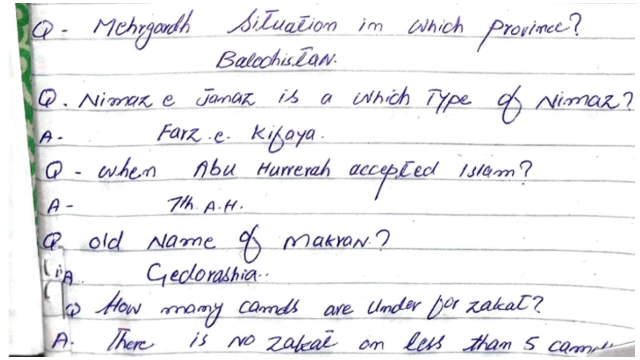 Q - Mehrgardh Situation in which province?
Balochistan.
Q. Nimaz e Janaz is a which Type of Nimaz?
A- Farz.e. Kifaya.
Q - when Abu Hurrerah accepted Islam?
A- 7th A.H.
Q old Name of Makran?
A. Gedorashia..
Q How many camels are under for zakat?
A. There is No Zakat on less than 5 camels